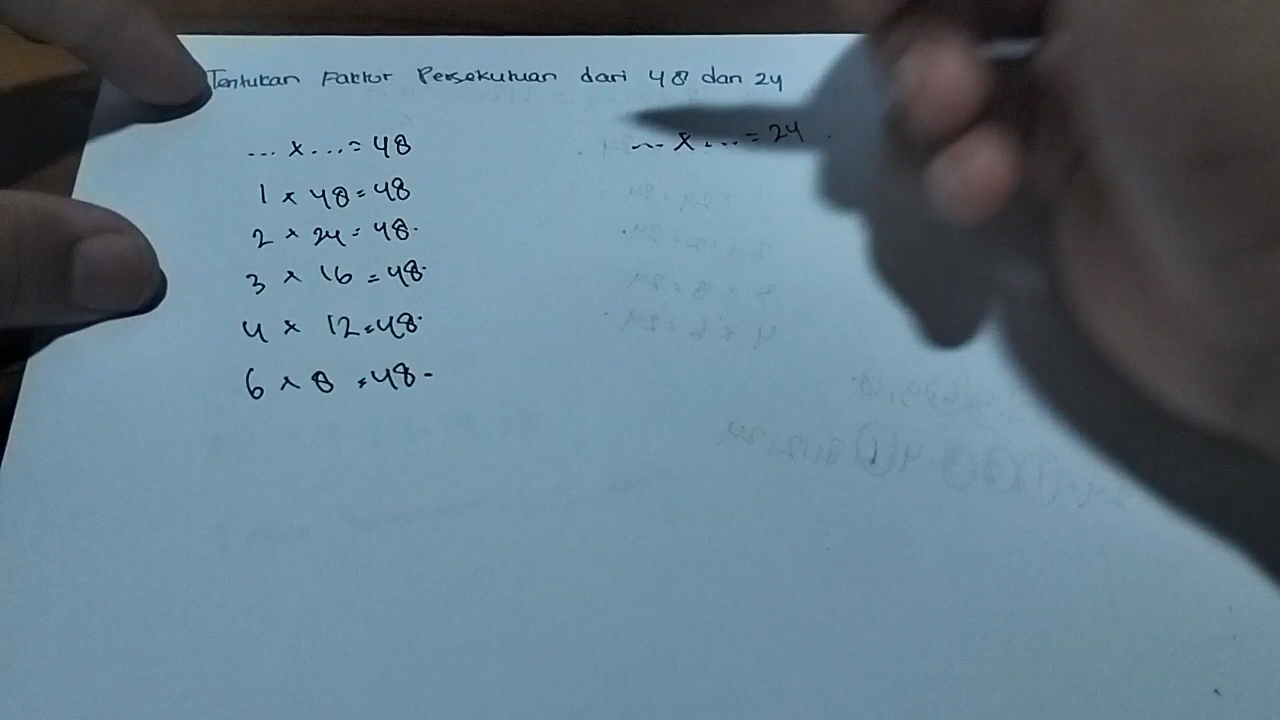 Tentukan Faktor Persekutuan dari 48 dan 24
... x ... = 48
1 x 48 = 48
2 x 24 = 48.
3 x 16 = 48.
4 x 12 = 48.
6 x 8 = 48.
... x ... = 24